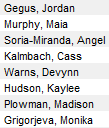 Gegus, Jordan
Murphy, Maia
Soria-Miranda, Angel
Kalmbach, Cass
Warns, Devynn
Hudson, Kaylee
Plowman, Madison
Grigorjeva, Monika